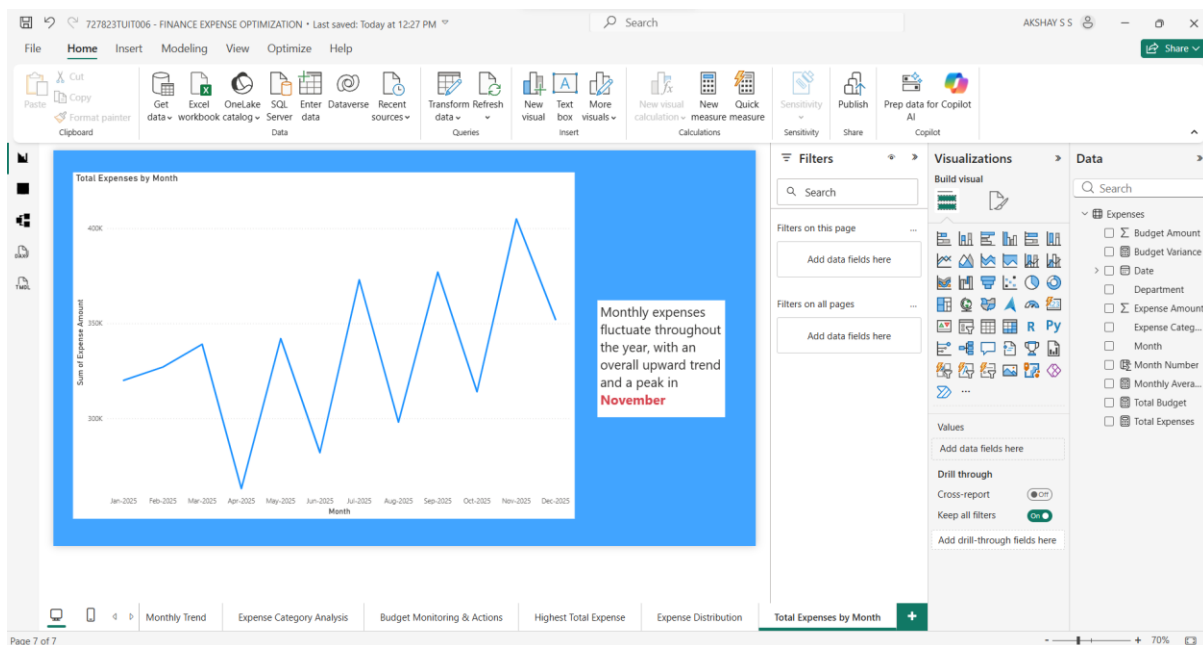 727823TUIT006 - FINANCE EXPENSE OPTIMIZATION • Last saved: Today at 12:27 PM
Search
AKSHAY S S
File Home Insert Modeling View Optimize Help
Share
Paste
Cut
Copy
Format painter
Clipboard
Get data
Excel workbook
OneLake catalog
SQL Server
Enter data
Dataverse
Recent sources
Data
Transform data
Refresh
Queries
New visual
Text box
More visuals
Insert
New visual calculation
New measure
Quick measure
Calculations
Sensitivity
Sensitivity
Publish
Share
Prep data for AI
Copilot
Copilot
Total Expenses by Month
Sum of Expense Amount
400K
350K
300K
Jan-2025 Feb-2025 Mar-2025 Apr-2025 May-2025 Jun-2025 Jul-2025 Aug-2025 Sep-2025 Oct-2025 Nov-2025 Dec-2025
Month
Monthly expenses
fluctuate throughout
the year, with an
overall upward trend
and a peak in
November
Filters
Search
Filters on this page
...
Add data fields here
Filters on all pages
...
Add data fields here
Visualizations
Build visual
R Py
...
Values
Add data fields here
Drill through
Cross-report
Off
Keep all filters
On
Add drill-through fields here
Data
Search
Expenses
Budget Amount
Budget Variance
Date
Department
Expense Amount
Expense Categ...
Month
Month Number
Monthly Avera...
Total Budget
Total Expenses
Monthly Trend
Expense Category Analysis
Budget Monitoring & Actions
Highest Total Expense
Expense Distribution
Total Expenses by Month
+
Page 7 of 7
- + 70%